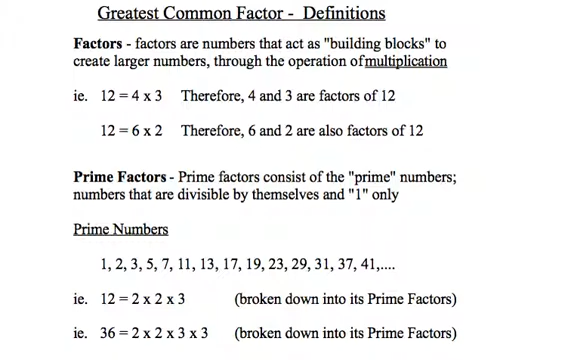 Greatest Common Factor - Definitions
Factors - factors are numbers that act as "building blocks" to
create larger numbers, through the operation of multiplication
ie. 12 = 4 x 3 Therefore, 4 and 3 are factors of 12
12 = 6 x 2 Therefore, 6 and 2 are also factors of 12
Prime Factors - Prime factors consist of the "prime" numbers;
numbers that are divisible by themselves and "1" only
Prime Numbers
1, 2, 3, 5, 7, 11, 13, 17, 19, 23, 29, 31, 37, 41,....
ie. 12 = 2 x 2 x 3 (broken down into its Prime Factors)
ie. 36 = 2 x 2 x 3 x 3 (broken down into its Prime Factors)